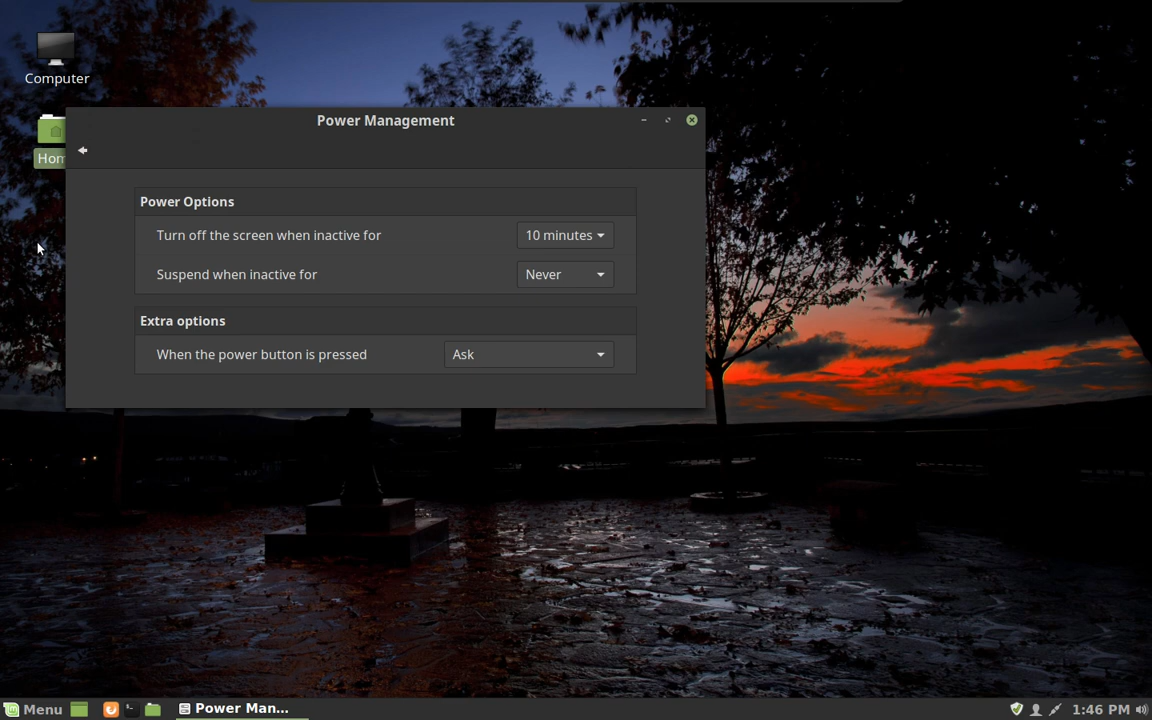 Computer
Hom
Power Management
Power Options
Turn off the screen when inactive for
10 minutes
Suspend when inactive for
Never
Extra options
When the power button is pressed
Ask
Menu
Power Man...
1:46 PM